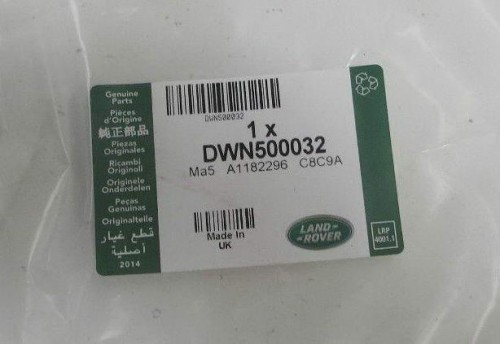 Genuine
Parts
Pièces
d'Origine
純正部品
Piezas
Originales
Ricambi
Originali
Originele
Onderdelen
Peças
Genuinas
Originalteile
قطع غيار
أصلية
2014
DWN500032
1 x
DWN500032
Ma5 A1182296 C8C9A
Made In
UK
LAND-
ROVER
LRP
4001.1